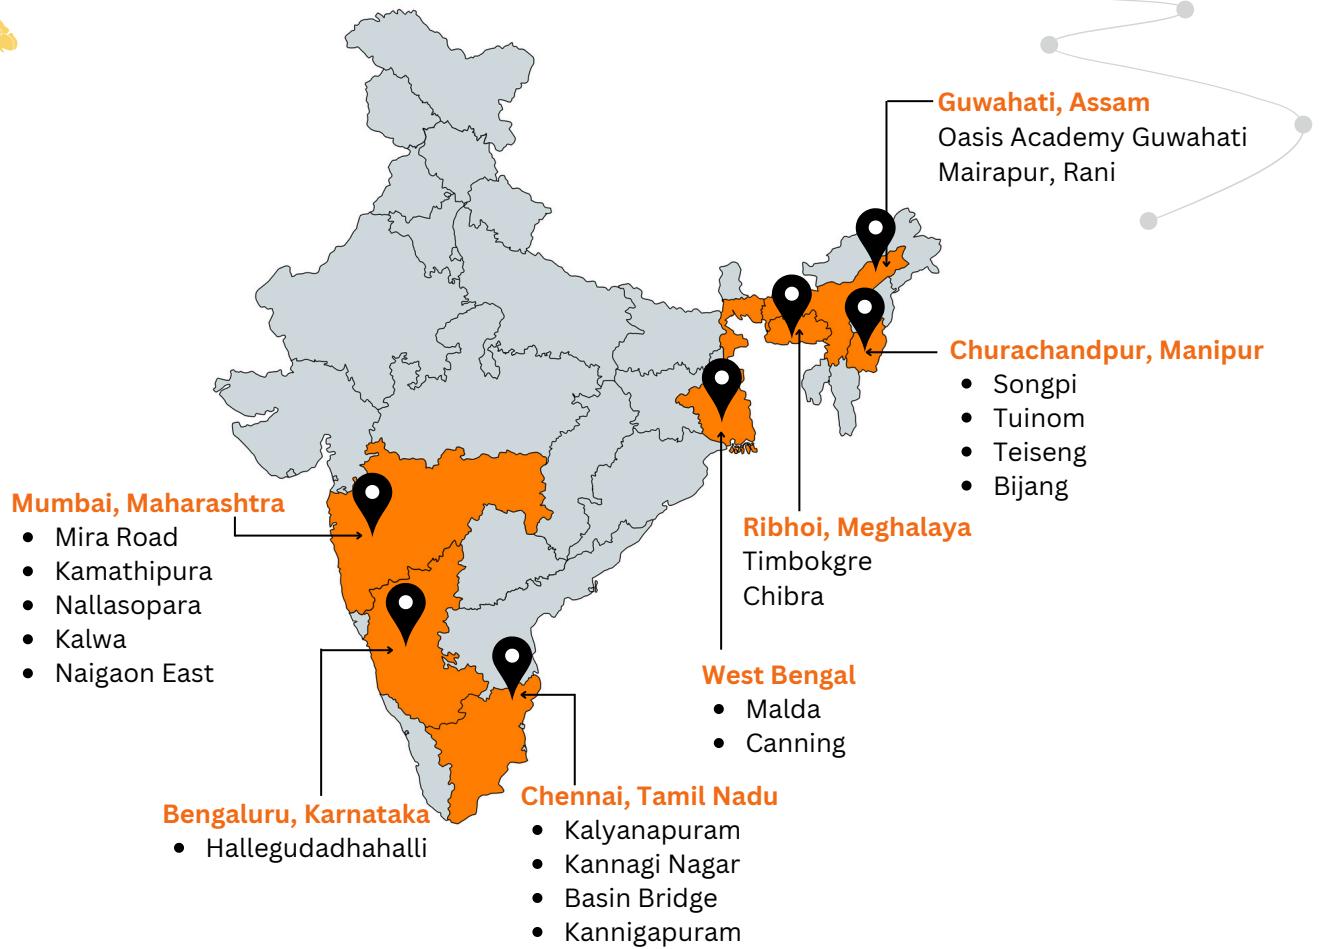 Guwahati, Assam
Oasis Academy Guwahati
Mairapur, Rani
Churachandpur, Manipur
• Songpi
• Tuinom
• Teiseng
• Bijang
Mumbai, Maharashtra
• Mira Road
• Kamathipura
• Nallasopara
• Kalwa
• Naigaon East
Ribhoi, Meghalaya
Timbokgre
Chibra
West Bengal
• Malda
• Canning
Bengaluru, Karnataka
• Hallegudadhahalli
Chennai, Tamil Nadu
• Kalyanapuram
• Kannagi Nagar
• Basin Bridge
• Kannigapuram